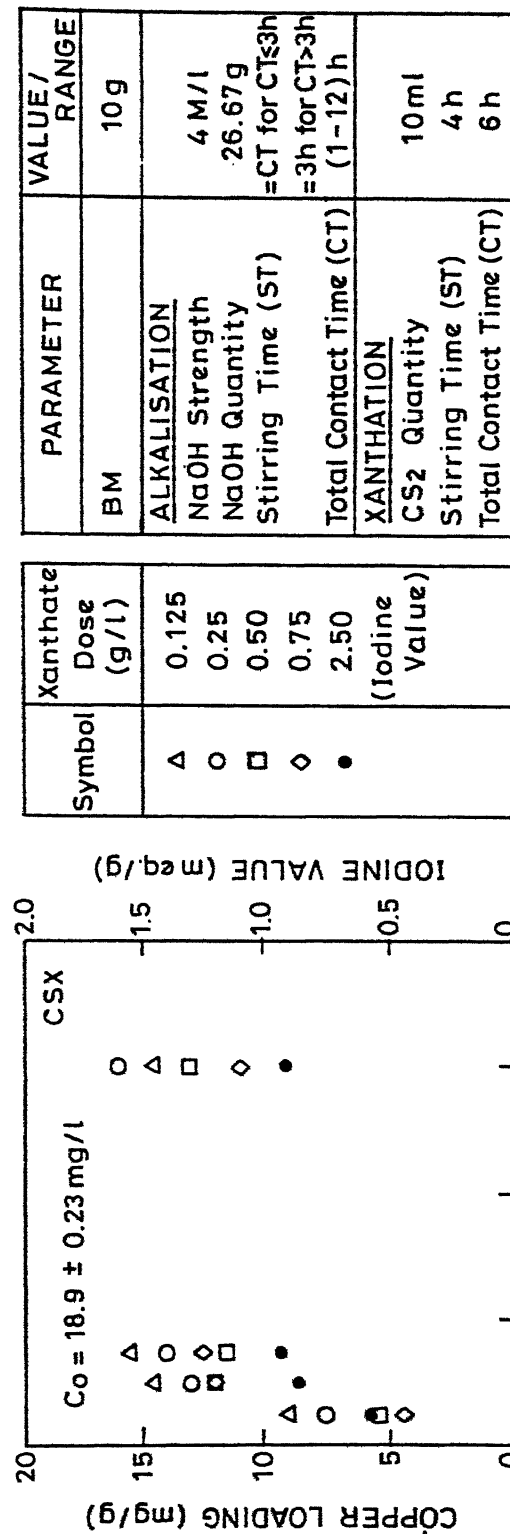 COPPER LOADING (mg/g)
20
15
10
5
0
Co = 18.9 ± 0.23 mg/l
CSX
2.0
1.5
1.0
0.5
0
IODINE VALUE (meq./g)
Symbol Xanthate Dose (g/l)
△ 0.125
○ 0.25
□ 0.50
◇ 0.75
● 2.50
(Iodine Value)
PARAMETER VALUE/ RANGE
BM 10 g
ALKALISATION
NaOH Strength 4 M/l
NaOH Quantity 26.67g
Stirring Time (ST) =CT for CT≤3h
=3h for CT>3h
Total Contact Time (CT) (1-12) h
XANTHATION
CS2 Quantity 10 ml
Stirring Time (ST) 4 h
Total Contact Time (CT) 6 h